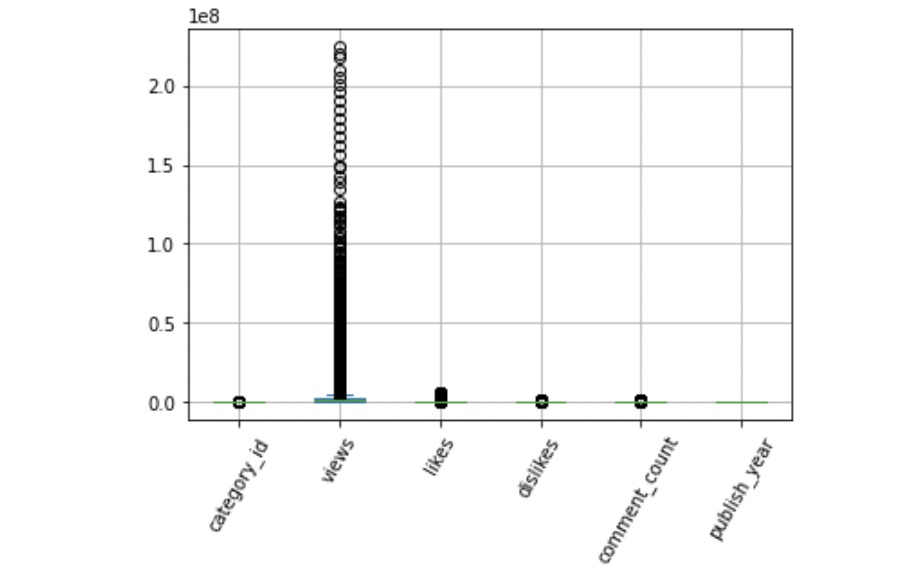 1e8
2.0
1.5
1.0
0.5
0.0
category_id
views
likes
dislikes
comment_count
publish_year